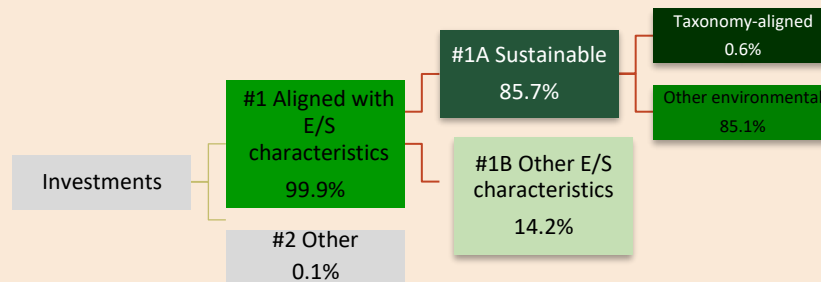 Investments
#1 Aligned with
E/S
characteristics
99.9%
#2 Other
0.1%
#1A Sustainable
85.7%
#1B Other E/S
characteristics
14.2%
Taxonomy-aligned
0.6%
Other environmental
85.1%